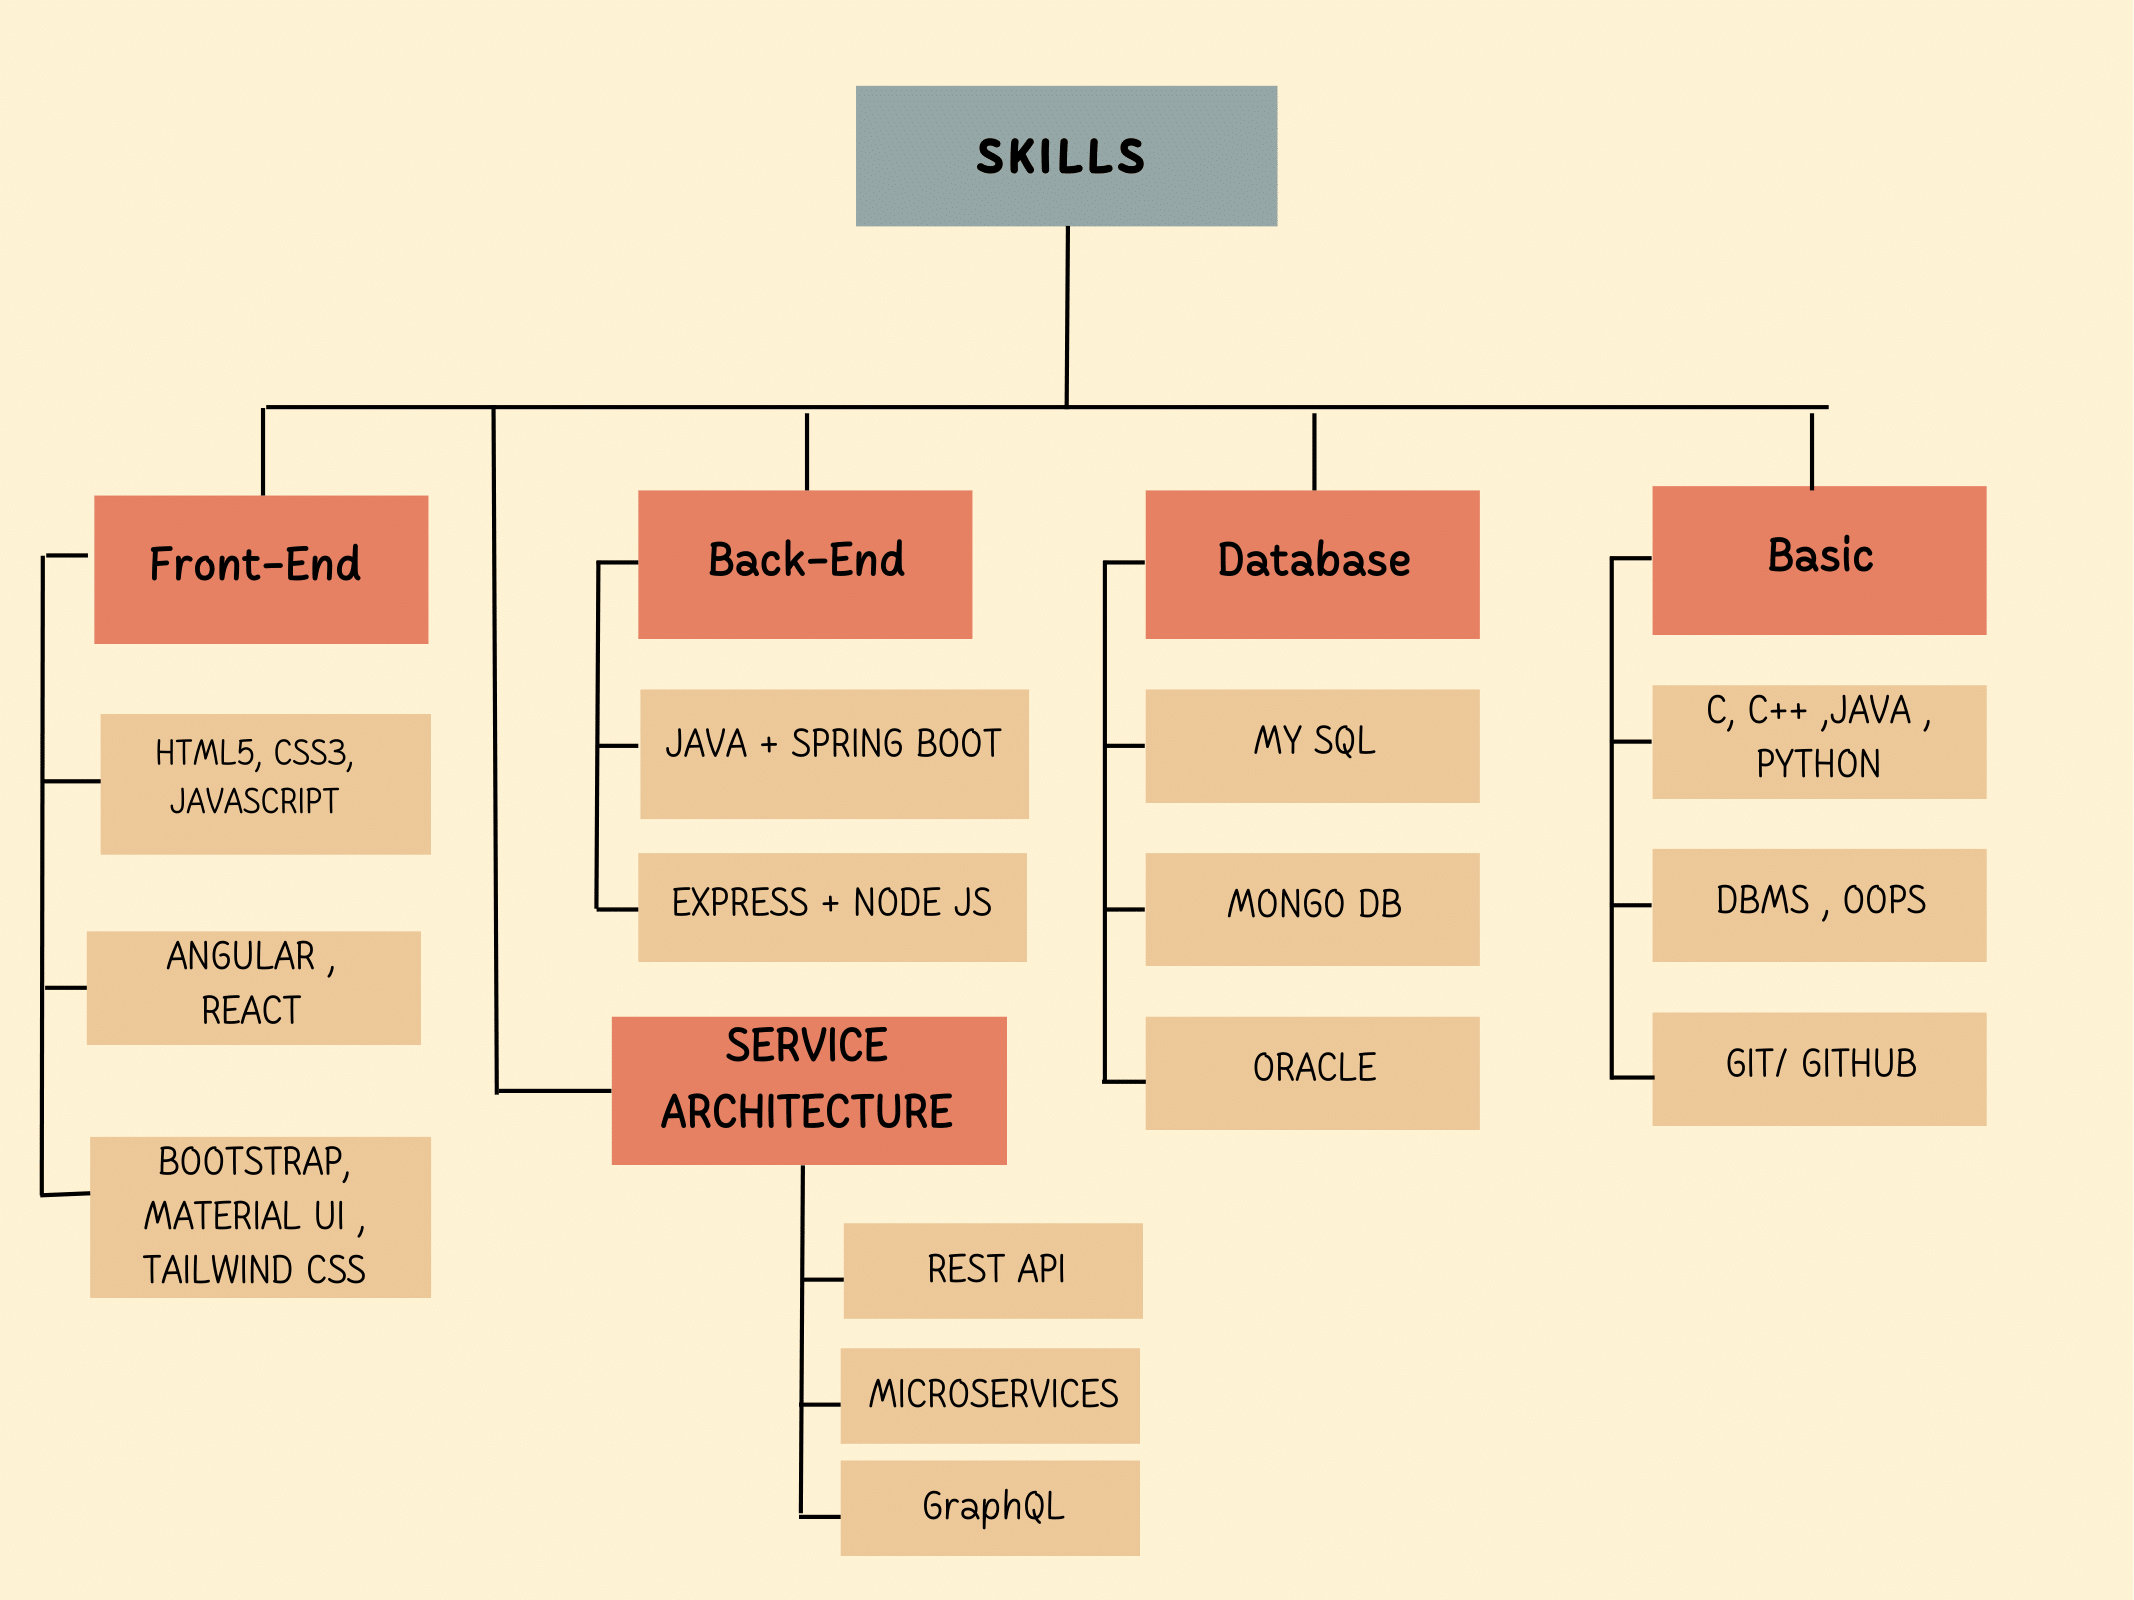 SKILLS
Front-End
HTML5, CSS3,
JAVASCRIPT
ANGULAR ,
REACT
BOOTSTRAP,
MATERIAL UI ,
TAILWIND CSS
Back-End
JAVA + SPRING BOOT
EXPRESS + NODE JS
SERVICE
ARCHITECTURE
REST API
MICROSERVICES
GraphQL
Database
MY SQL
MONGO DB
ORACLE
Basic
C, C++ ,JAVA ,
PYTHON
DBMS , OOPS
GIT/ GITHUB